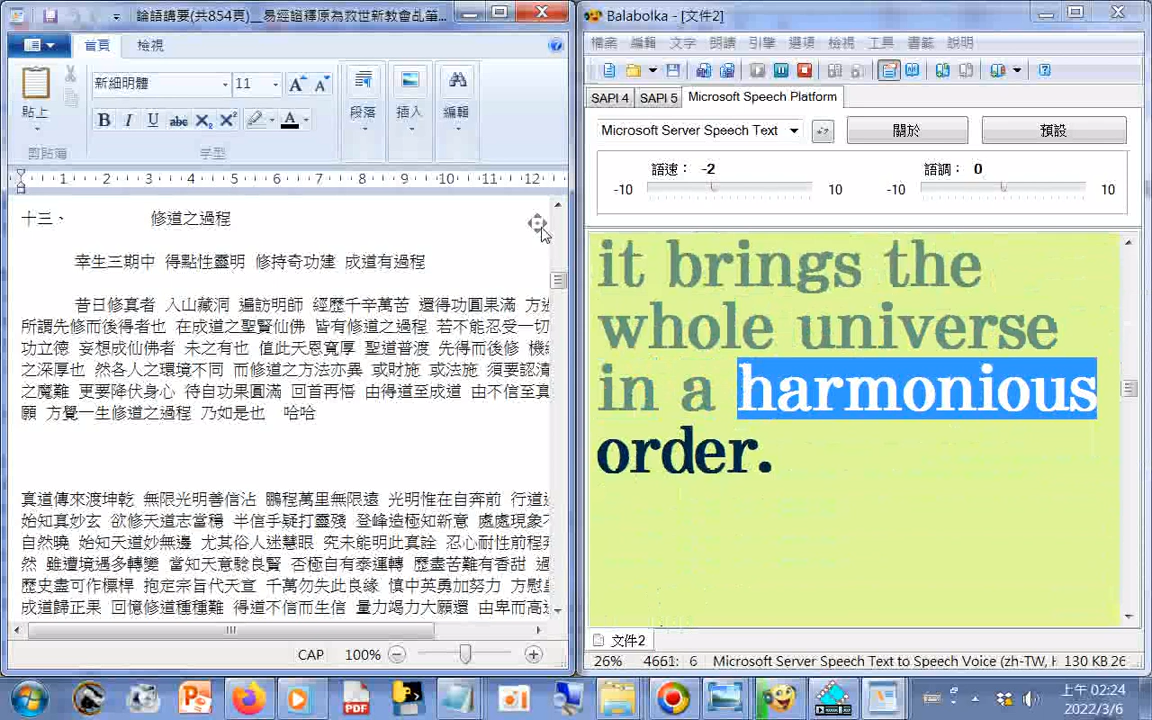 論語講要(共854頁)__易經證釋原為救世新教會乩筆...
首頁 檢視
貼上
新細明體 11
B I U abc X₂ X² A
剪貼簿 字型 段落 插入 編輯
1 2 3 4 5 6 7 8 9 10 11 12
十三、 修道之過程
幸生三期中 得點性靈明 修持奇功建 成道有過程
昔日修真者 入山藏洞 遍訪明師 經歷千辛萬苦 還得功圓果滿 方
所謂先修而後得者也 在成道之聖賢仙佛 皆有修道之過程 若不能忍受一切
功立德 妄想成仙佛者 未之有也 值此天恩寬厚 聖道普渡 先得而後修 機
之深厚也 然各人之環境不同 而修道之方法亦異 或財施 或法施 須要認清
之魔難 更要降伏身心 待自功果圓滿 回首再悟 由得道至成道 由不信至真
願 方覺一生修道之過程 乃如是也 哈哈
真道傳來渡坤乾 無限光明善信沾 鵬程萬里無限遠 光明惟在自奔前 行道
始知真妙玄 欲修天道志當穩 半信乎疑打靈殘 登峰造極知新意 處處現象
自然曉 始知天道妙無邊 尤其俗人迷慧眼 究未能明此真詮 忍心耐性前程
然 雖遭境遇多轉變 當知天意驗良賢 否極自有泰運轉 歷盡苦難有香甜
歷史盡可作標桿 抱定宗旨代天宣 千萬勿失此良緣 慎中英勇加努力 方慰
成道歸正果 回憶修道種種難 得道不信而生信 量力竭力大願還 由卑而高
CAP 100%
Balabolka - [文件2]
檔案 編輯 文字 朗讀 引擎 選項 檢視 工具 書籤 說明
SAPI 4 SAPI 5 Microsoft Speech Platform
Microsoft Server Speech Text 關於 預設
語速： -2 語調： 0
-10 10 -10 10
it brings the
whole universe
in a harmonious
order.
文件2
26% 4661: 6 Microsoft Server Speech Text to Speech Voice (zh-TW, H 130 KB 26
上午 02:24
2022/3/6